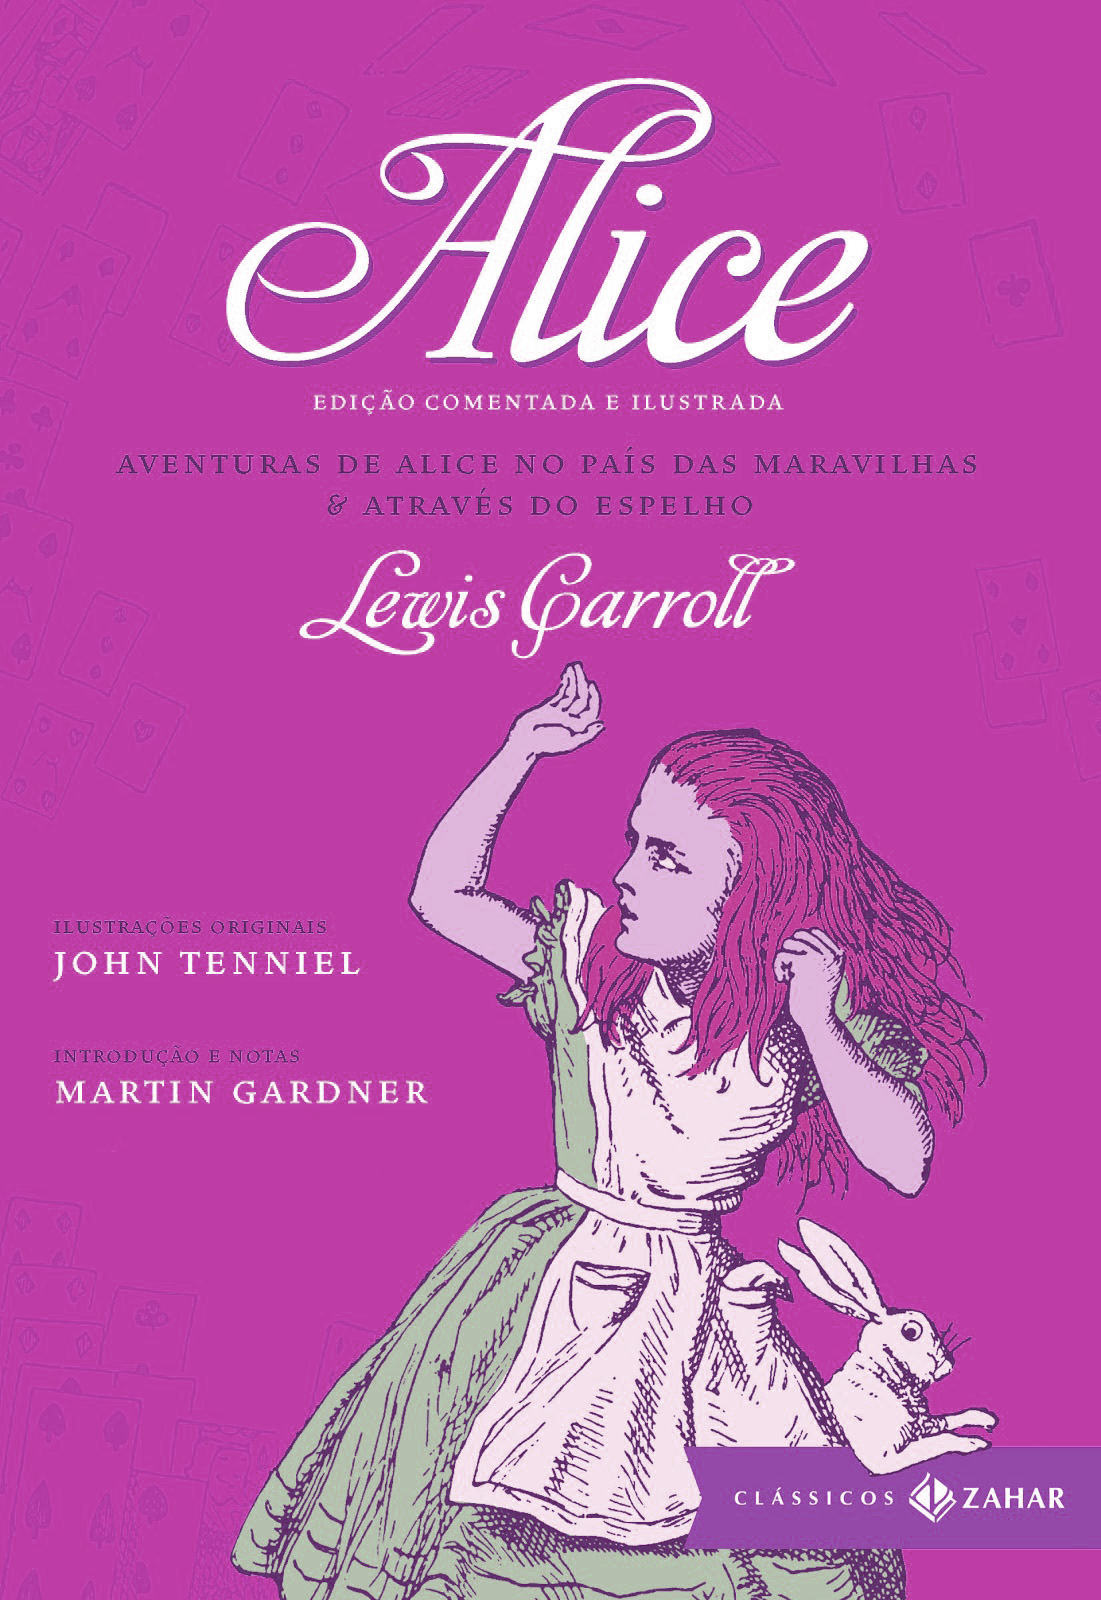 Alice
EDIÇÃO COMENTADA E ILUSTRADA
AVENTURAS DE ALICE NO PAÍS DAS MARAVILHAS
& ATRAVÉS DO ESPELHO
Lewis Carroll
ILUSTRAÇÕES ORIGINAIS
JOHN TENNIEL
INTRODUÇÃO E NOTAS
MARTIN GARDNER
CLÁSSICOS ZAHAR